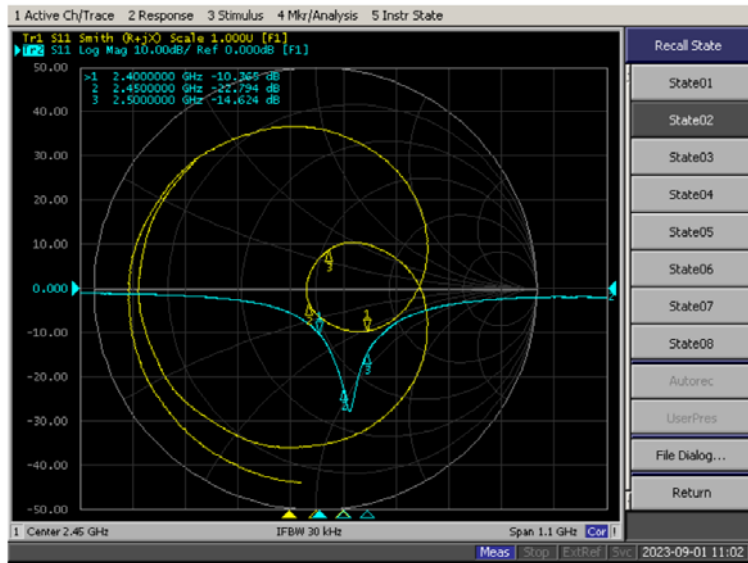 1 Active Ch/Trace 2 Response 3 Stimulus 4 Mkr/Analysis 5 Instr State
Tr1 S11 Smith (R+jX) Scale 1.000U [F1]
Tr2 S11 Log Mag 10.00dB/ Ref 0.000dB [F1]
50.00
>1 2.4000000 GHz -10.365 dB
2 2.4500000 GHz -22.794 dB
3 2.5000000 GHz -14.624 dB
40.00
30.00
20.00
10.00
0.000
-10.00
-20.00
-30.00
-40.00
-50.00
1 Center 2.45 GHz IFBW 30 kHz Span 1.1 GHz Cor !
Meas Stop ExtRef Svc 2023-09-01 11:02
Recall State
State01
State02
State03
State04
State05
State06
State07
State08
Autorec
UserPres
File Dialog...
Return